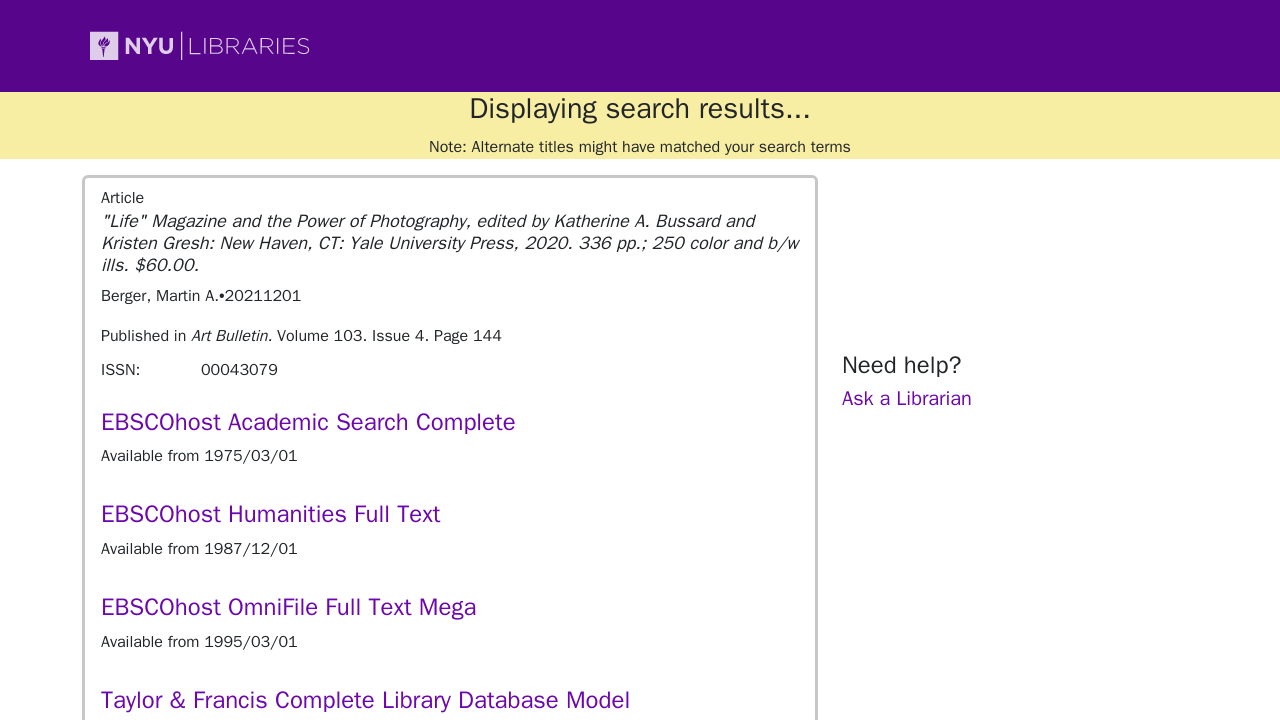 NYU LIBRARIES
Displaying search results...
Note: Alternate titles might have matched your search terms
Article
"Life" Magazine and the Power of Photography, edited by Katherine A. Bussard and
Kristen Gresh: New Haven, CT: Yale University Press, 2020. 336 pp.; 250 color and b/w
ills. $60.00.
Berger, Martin A.•20211201
Published in Art Bulletin. Volume 103. Issue 4. Page 144
ISSN: 00043079
EBSCOhost Academic Search Complete
Available from 1975/03/01
EBSCOhost Humanities Full Text
Available from 1987/12/01
EBSCOhost OmniFile Full Text Mega
Available from 1995/03/01
Taylor & Francis Complete Library Database Model
Need help?
Ask a Librarian